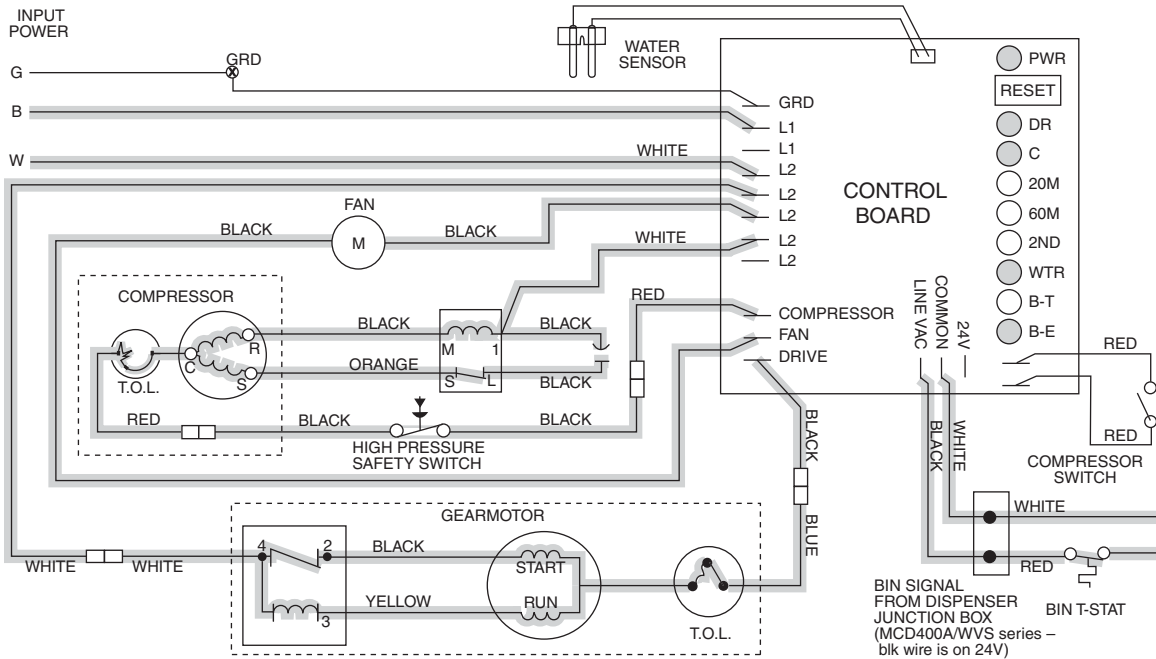 INPUT
POWER
G
GRD
B
W
WATER
SENSOR
WHITE
GRD
L1
L1
L2
L2
L2
L2
L2
CONTROL
BOARD
PWR
RESET
DR
C
20M
60M
2ND
WTR
B-T
B-E
FAN
M
BLACK
BLACK
WHITE
COMPRESSOR
T.O.L.
C
R
S
BLACK
ORANGE
M
1
S
L
BLACK
BLACK
RED
COMPRESSOR
FAN
DRIVE
LINE VAC
COMMON
24V
RED
RED
COMPRESSOR
SWITCH
RED
BLACK
BLACK
HIGH PRESSURE
SAFETY SWITCH
BLACK
BLUE
BLACK
WHITE
GEARMOTOR
WHITE
WHITE
4
2
3
BLACK
YELLOW
START
RUN
T.O.L.
WHITE
RED
BIN T-STAT
BIN SIGNAL
FROM DISPENSER
JUNCTION BOX
(MCD400A/WVS series –
blk wire is on 24V)